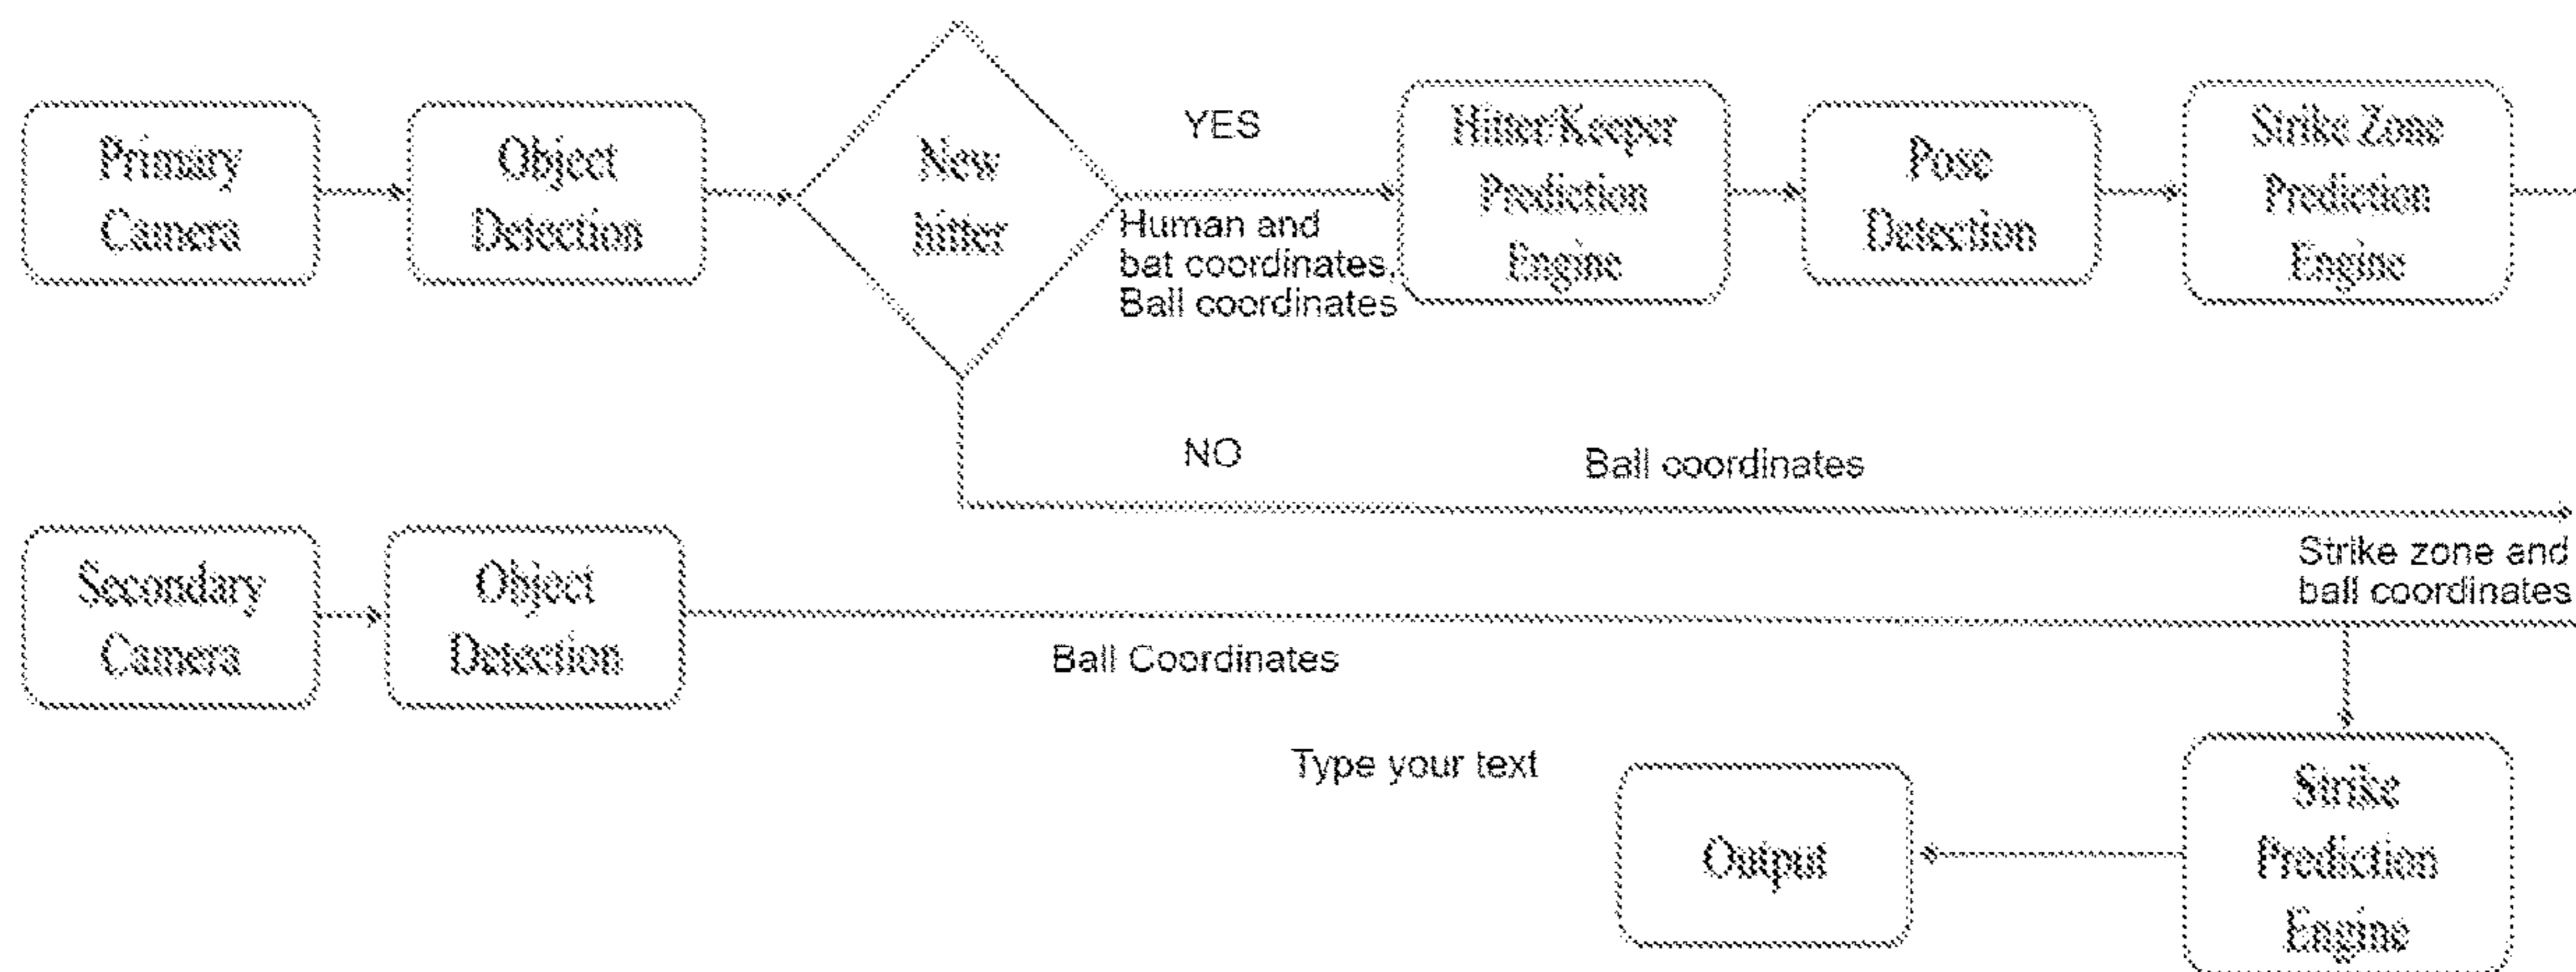 Primary
Camera
Object
Detection
New
hitter
YES
Human and
bat coordinates,
Ball coordinates
Hitter/Keeper
Prediction
Engine
Pose
Detection
Strike Zone
Prediction
Engine
NO
Ball coordinates
Secondary
Camera
Object
Detection
Ball Coordinates
Strike zone and
ball coordinates
Type your text
Output
Strike
Prediction
Engine